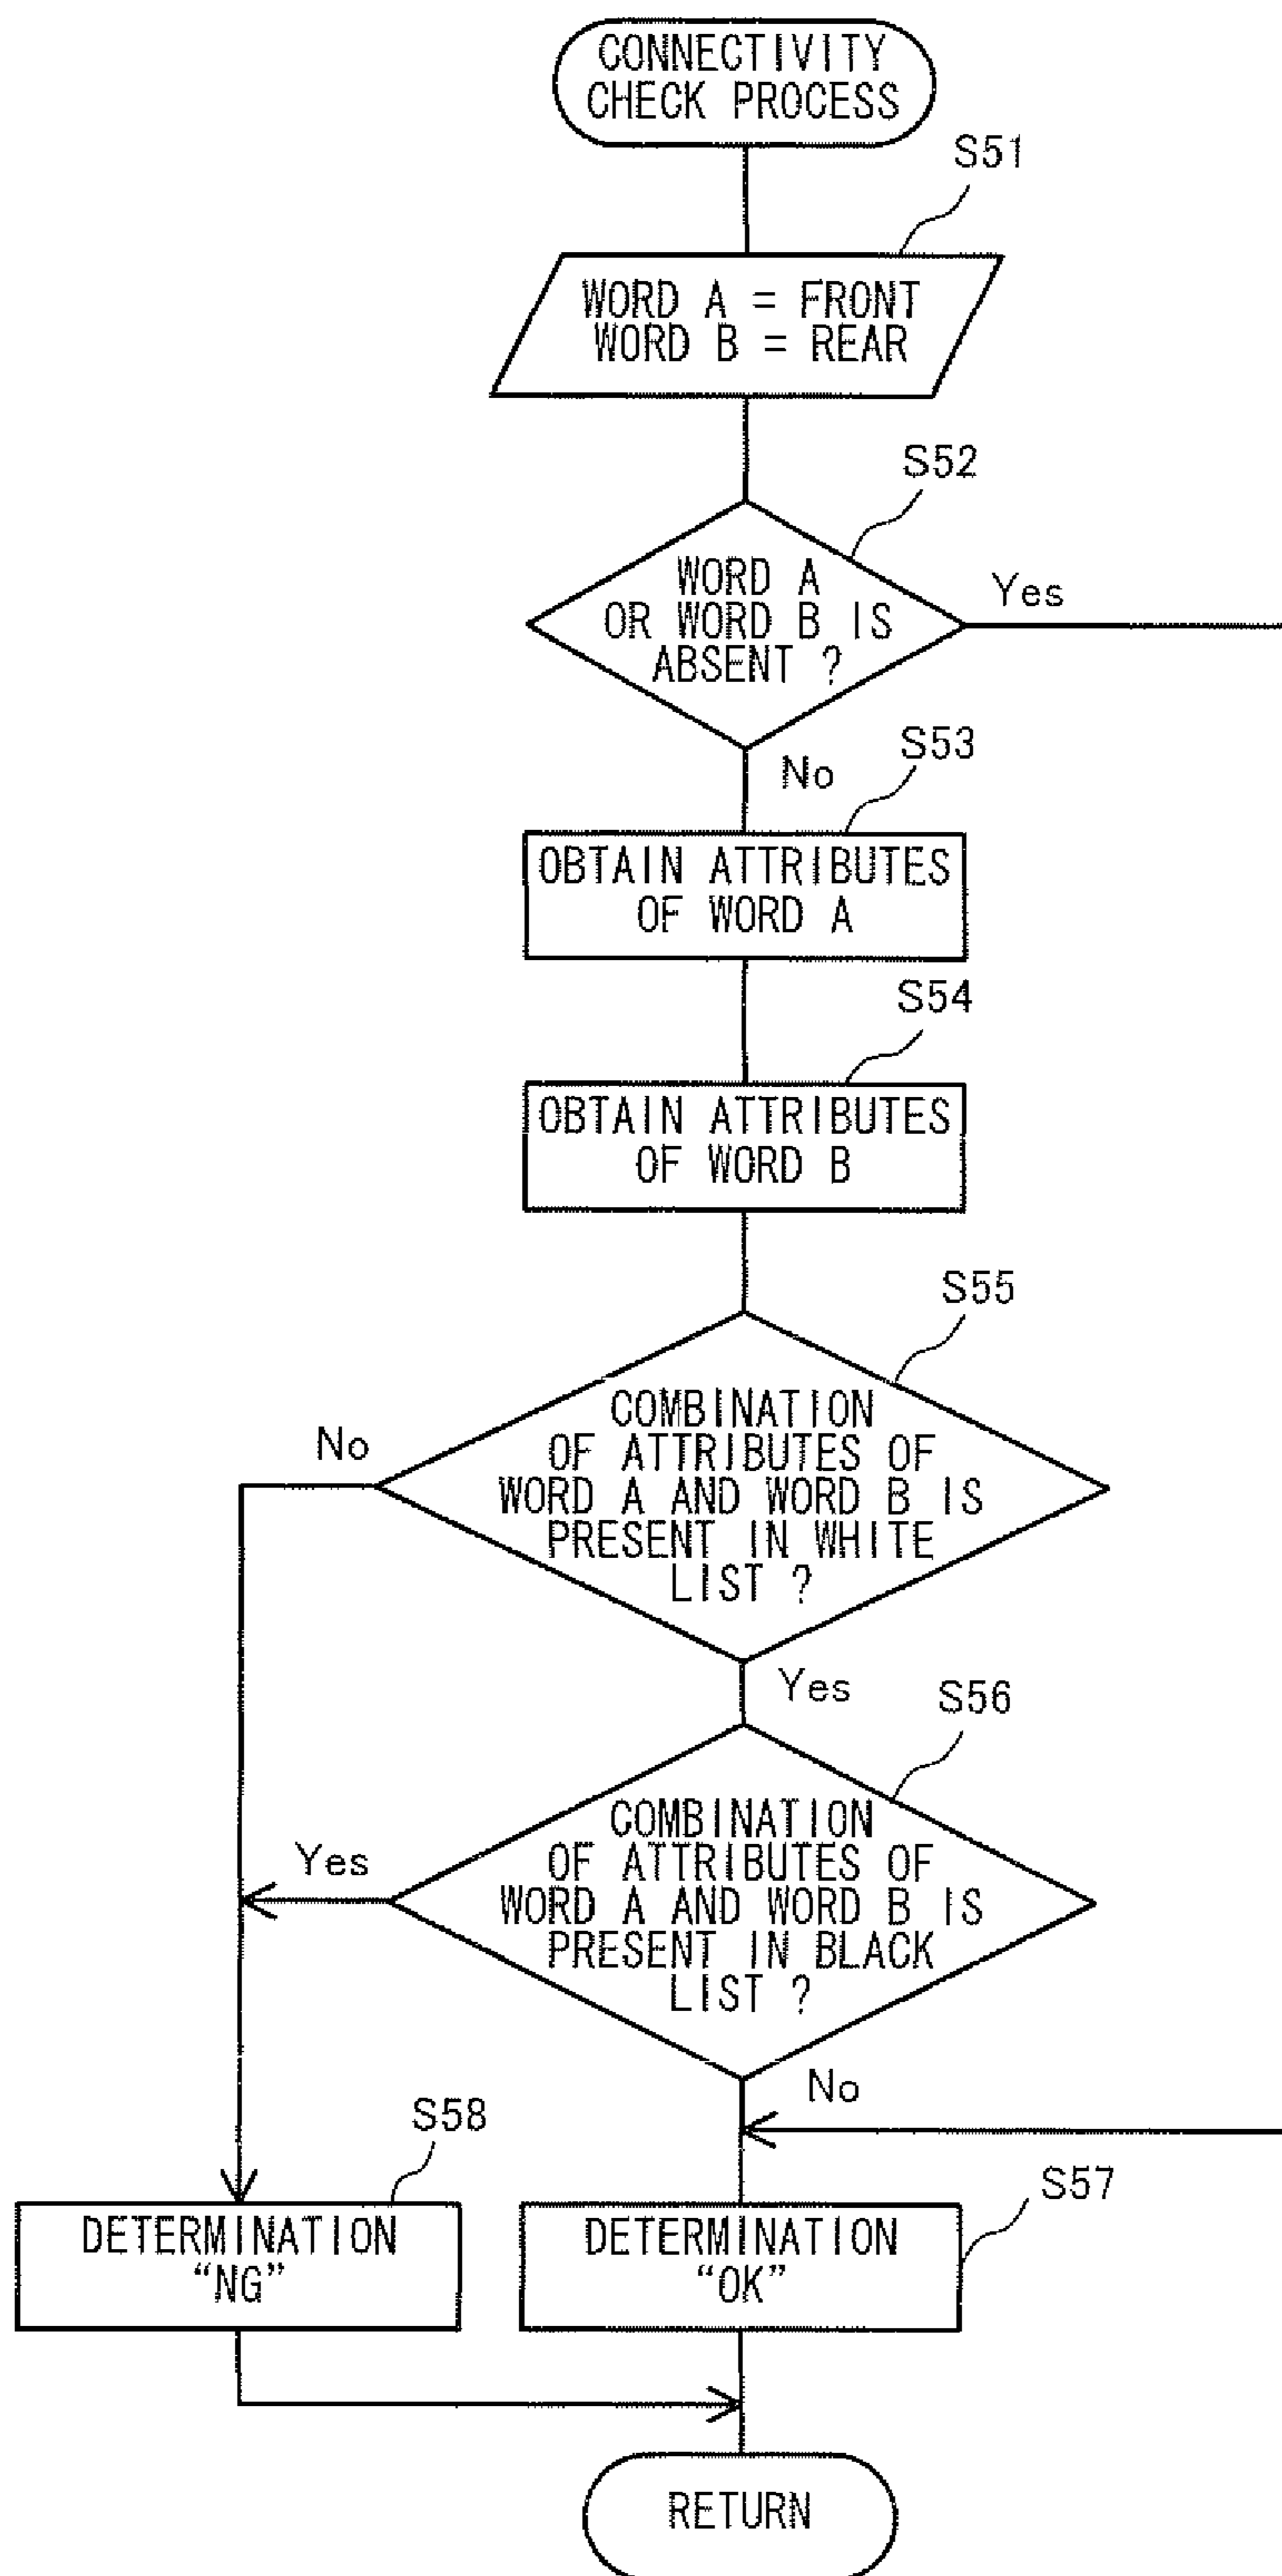 CONNECTIVITY
CHECK PROCESS
S51
WORD A = FRONT
WORD B = REAR
S52
WORD A
OR WORD B IS
ABSENT ?
Yes
No
S53
OBTAIN ATTRIBUTES
OF WORD A
S54
OBTAIN ATTRIBUTES
OF WORD B
S55
COMBINATION
OF ATTRIBUTES OF
WORD A AND WORD B IS
PRESENT IN WHITE
LIST ?
No
Yes
S56
COMBINATION
OF ATTRIBUTES OF
WORD A AND WORD B IS
PRESENT IN BLACK
LIST ?
Yes
No
S58
DETERMINATION
“NG”
S57
DETERMINATION
“OK”
RETURN